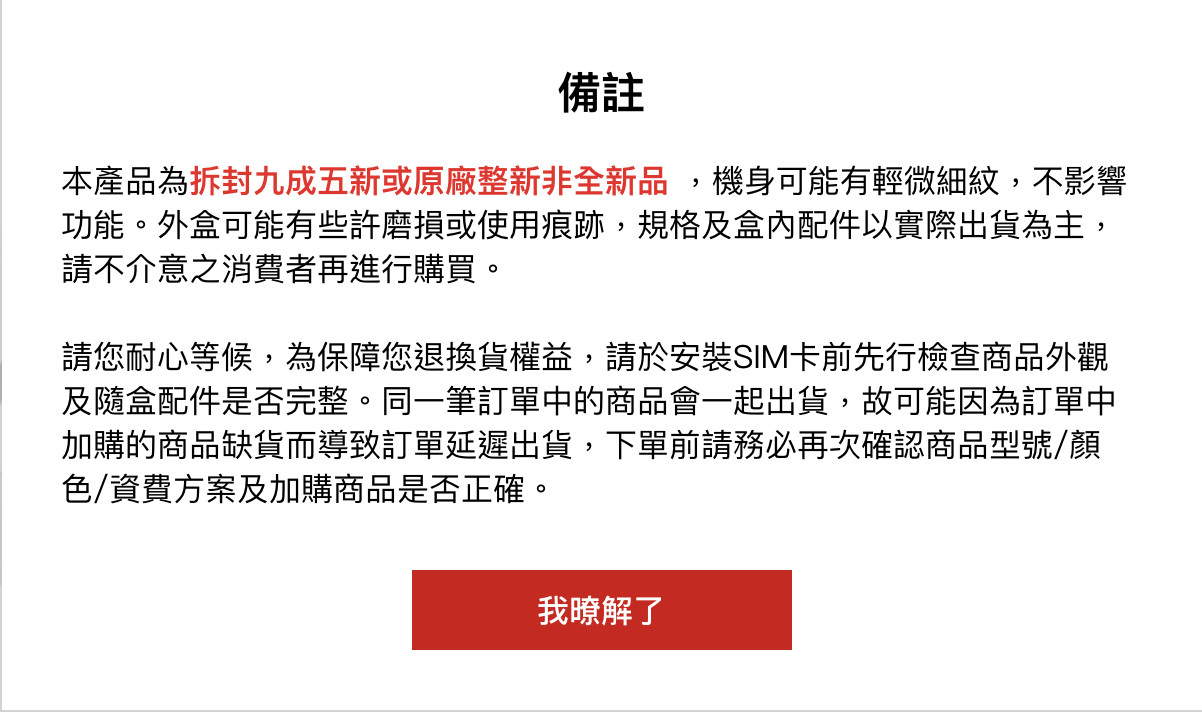 備註
本產品為拆封九成五新或原廠整新非全新品 ，機身可能有輕微細紋，不影響
功能。外盒可能有些許磨損或使用痕跡，規格及盒內配件以實際出貨為主，
請不介意之消費者再進行購買。
請您耐心等候，為保障您退換貨權益，請於安裝SIM卡前先行檢查商品外觀
及隨盒配件是否完整。同一筆訂單中的商品會一起出貨，故可能因為訂單中
加購的商品缺貨而導致訂單延遲出貨，下單前請務必再次確認商品型號/顏
色/資費方案及加購商品是否正確。
我暸解了